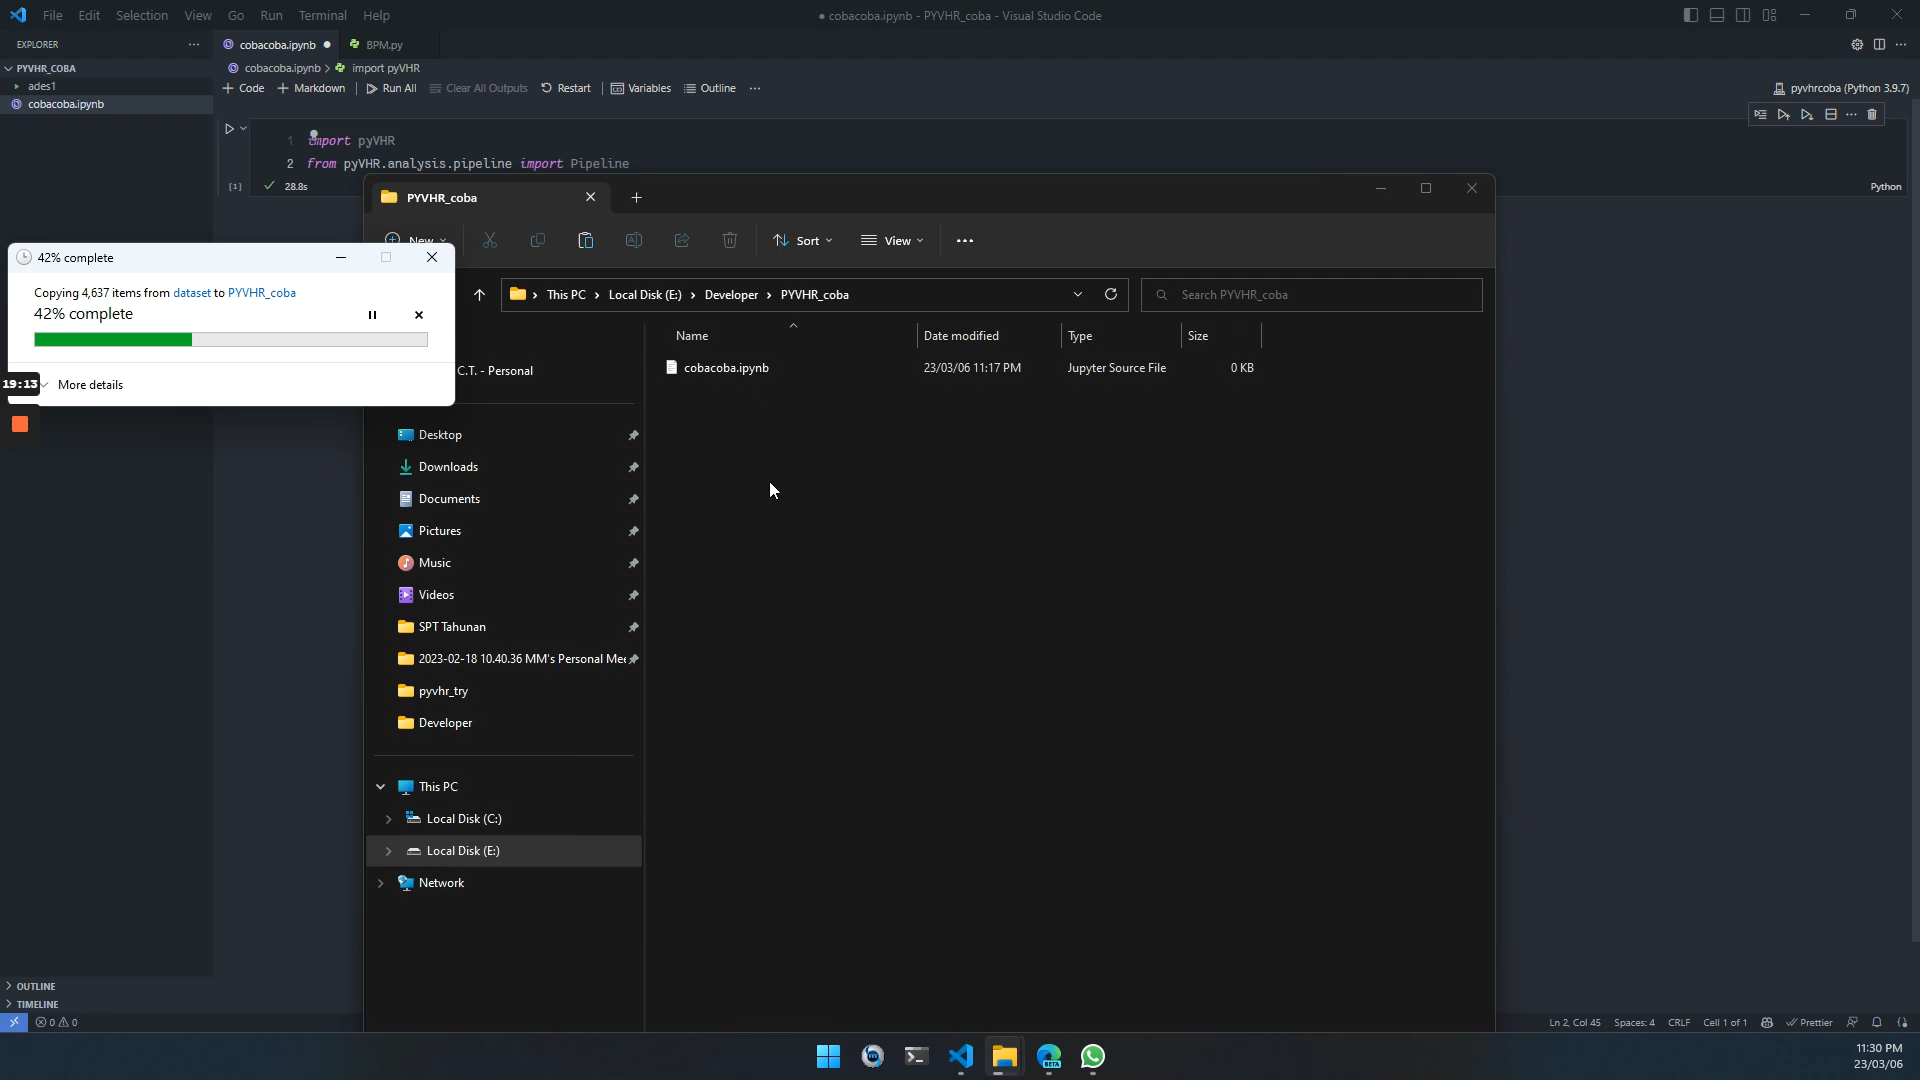 File Edit Selection View Go Run Terminal Help
● cobacoba.ipynb - PYVHR_coba - Visual Studio Code
EXPLORER
cobacoba.ipynb
BPM.py
PYVHR_COBA
ades1
cobacoba.ipynb
cobacoba.ipynb > import pyVHR
+ Code + Markdown Run All Clear All Outputs Restart Variables Outline
pyvhrcoba (Python 3.9.7)
1 import pyVHR
2 from pyVHR.analysis.pipeline import Pipeline
[1] 28.8s
Python
PYVHR_coba
New
Sort
View
This PC > Local Disk (E:) > Developer > PYVHR_coba
Search PYVHR_coba
Name Date modified Type Size
cobacoba.ipynb 23/03/06 11:17 PM Jupyter Source File 0 KB
42% complete
Copying 4,637 items from dataset to PYVHR_coba
42% complete
More details
19:13
C.T. - Personal
Desktop
Downloads
Documents
Pictures
Music
Videos
SPT Tahunan
2023-02-18 10.40.36 MM's Personal Mee
pyvhr_try
Developer
This PC
Local Disk (C:)
Local Disk (E:)
Network
OUTLINE
TIMELINE
0 0
Ln 2, Col 45 Spaces: 4 CRLF Cell 1 of 1 Prettier
BETA
11:30 PM
23/03/06